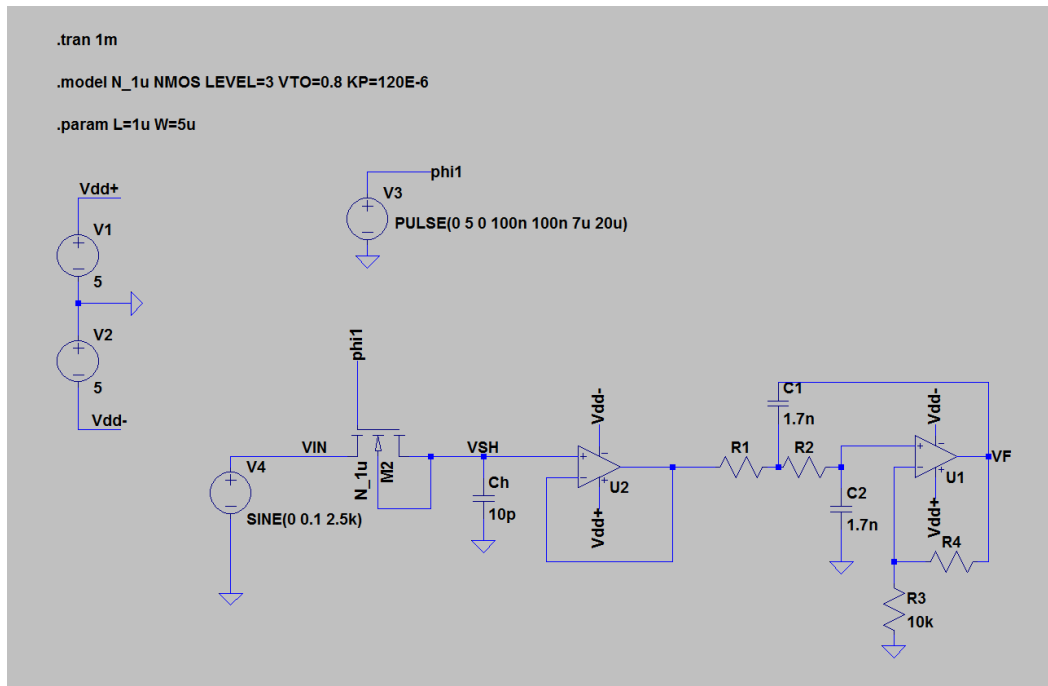 .tran 1m
.model N_1u NMOS LEVEL=3 VTO=0.8 KP=120E-6
.param L=1u W=5u
Vdd+
V1
5
V2
5
Vdd-
phi1
V3
PULSE(0 5 0 100n 100n 7u 20u)
phi1
VIN
V4
SINE(0 0.1 2.5k)
N_1u
M2
VSH
Ch
10p
Vdd-
U2
Vdd+
R1
C1
1.7n
R2
C2
1.7n
Vdd-
U1
Vdd+
VF
R4
R3
10k